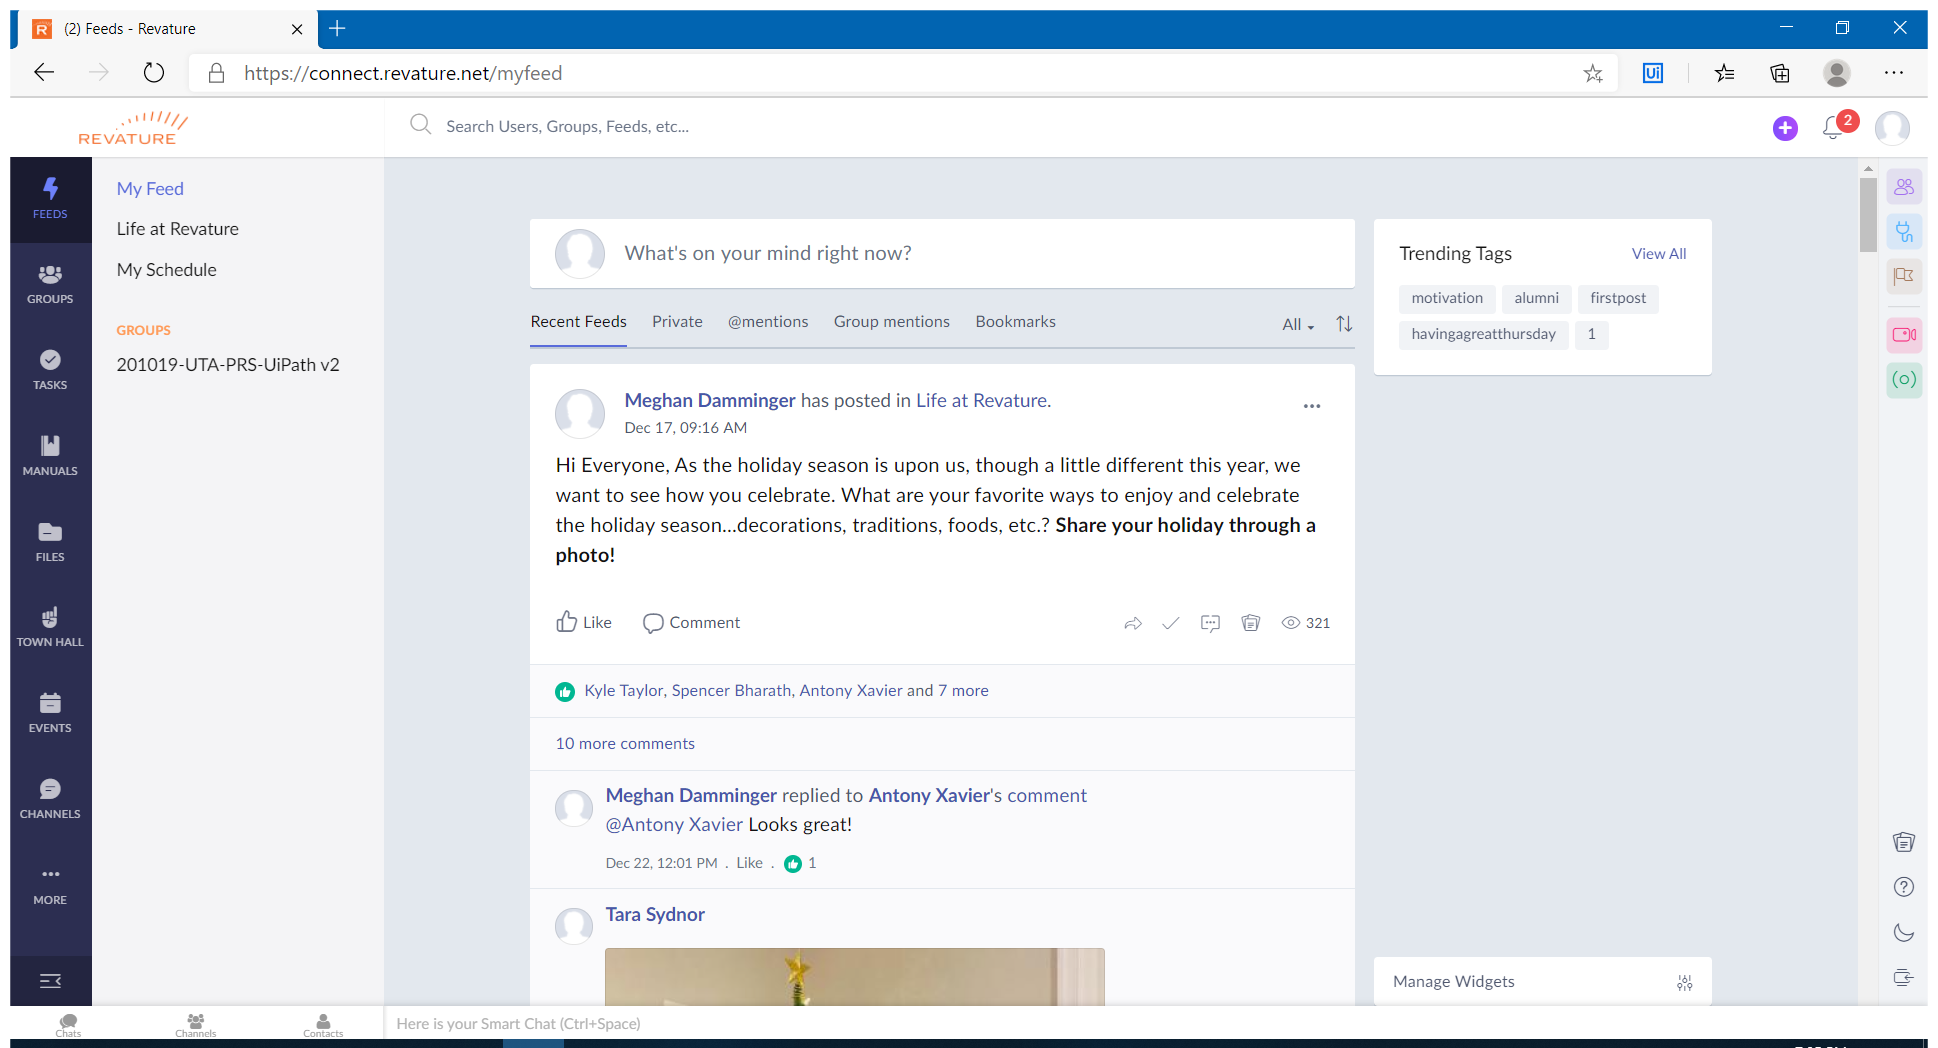 (2) Feeds - Revature
https://connect.revature.net/myfeed
Ui
REVATURE
Search Users, Groups, Feeds, etc...
2
FEEDS
GROUPS
TASKS
MANUALS
FILES
TOWN HALL
EVENTS
CHANNELS
MORE
My Feed
Life at Revature
My Schedule
GROUPS
201019-UTA-PRS-UiPath v2
What's on your mind right now?
Recent Feeds Private @mentions Group mentions Bookmarks All
Meghan Damminger has posted in Life at Revature.
Dec 17, 09:16 AM
Hi Everyone, As the holiday season is upon us, though a little different this year, we
want to see how you celebrate. What are your favorite ways to enjoy and celebrate
the holiday season...decorations, traditions, foods, etc.? Share your holiday through a
photo!
Like Comment 321
Kyle Taylor, Spencer Bharath, Antony Xavier and 7 more
10 more comments
Meghan Damminger replied to Antony Xavier's comment
@Antony Xavier Looks great!
Dec 22, 12:01 PM . Like . 1
Tara Sydnor
Trending Tags View All
motivation alumni firstpost
havingagreatthursday 1
Manage Widgets
Chats Channels Contacts
Here is your Smart Chat (Ctrl+Space)